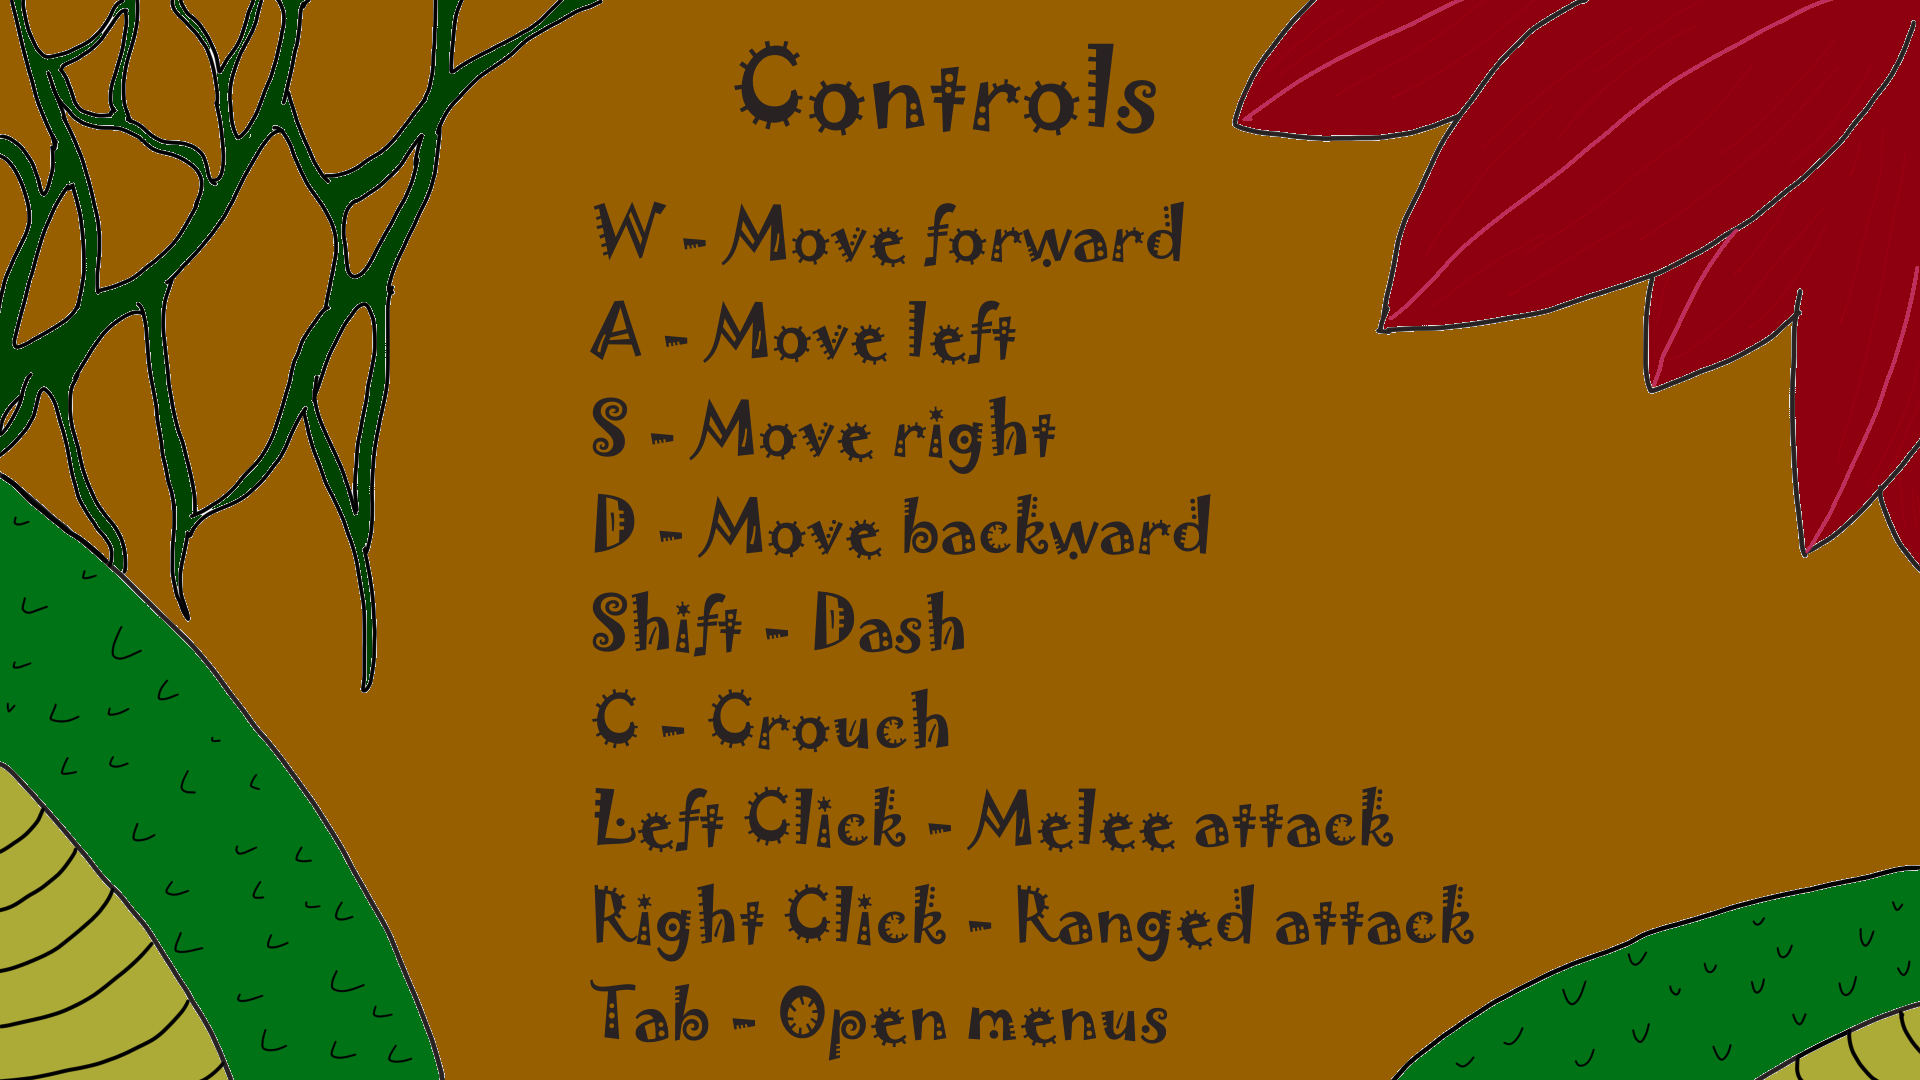 Controls
W - Move forward
A - Move left
S - Move right
D - Move backward
Shift - Dash
C - Crouch
Left Click - Melee attack
Right Click - Ranged attack
Tab - Open menus